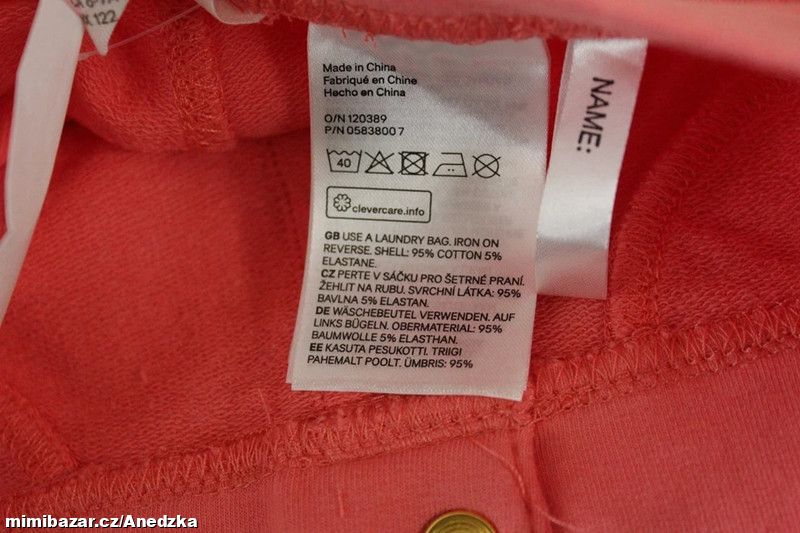 122
Made in China
Fabriqué en Chine
Hecho en China
O/N 120389
P/N 05838007
40
clevercare.info
GB USE A LAUNDRY BAG. IRON ON
REVERSE. SHELL: 95% COTTON 5%
ELASTANE.
CZ PERTE V SÁČKU PRO ŠETRNÉ PRANÍ.
ŽEHLIT NA RUBU. SVRCHNÍ LÁTKA: 95%
BAVLNA 5% ELASTAN.
DE WÄSCHEBEUTEL VERWENDEN. AUF
LINKS BÜGELN. OBERMATERIAL: 95%
BAUMWOLLE 5% ELASTHAN.
EE KASUTA PESUKOTTI. TRIIGI
PAHEMALT POOLT. ÜMBRIS: 95%
NAME:
mimibazar.cz/Anedzka